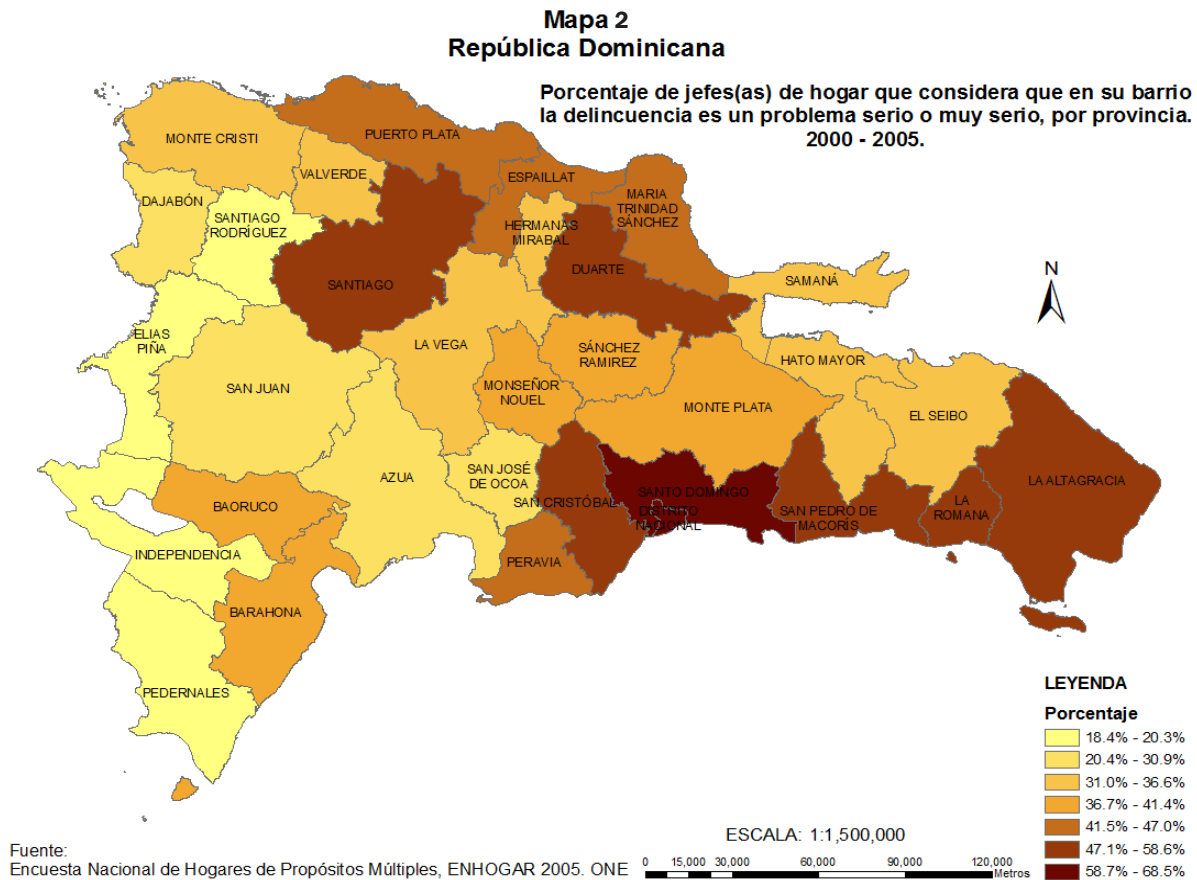 Mapa 2
República Dominicana
Porcentaje de jefes(as) de hogar que considera que en su barrio
la delincuencia es un problema serio o muy serio, por provincia.
2000 - 2005.
MONTE CRISTI
PUERTO PLATA
VALVERDE
ESPAILLAT
DAJABÓN
SANTIAGO
RODRÍGUEZ
MARIA
TRINIDAD
SÁNCHEZ
HERMANAS
MIRABAL
DUARTE
SANTIAGO
SAMANÁ
N
ELIAS
PIÑA
LA VEGA
SÁNCHEZ
RAMIREZ
HATO MAYOR
SAN JUAN
MONSEÑOR
NOUEL
MONTE PLATA
EL SEIBO
AZUA
SAN JOSÉ
DE OCOA
LA ALTAGRACIA
SAN CRISTÓBAL
SANTO DOMINGO
DISTRITO
NACIONAL
SAN PEDRO DE
MACORÍS
LA
ROMANA
BAORUCO
INDEPENDENCIA
PERAVIA
BARAHONA
PEDERNALES
LEYENDA
Porcentaje
18.4% - 20.3%
20.4% - 30.9%
31.0% - 36.6%
36.7% - 41.4%
41.5% - 47.0%
47.1% - 58.6%
58.7% - 68.5%
ESCALA: 1:1,500,000
0 15,000 30,000 60,000 90,000 120,000
Metros
Fuente:
Encuesta Nacional de Hogares de Propósitos Múltiples, ENHOGAR 2005. ONE